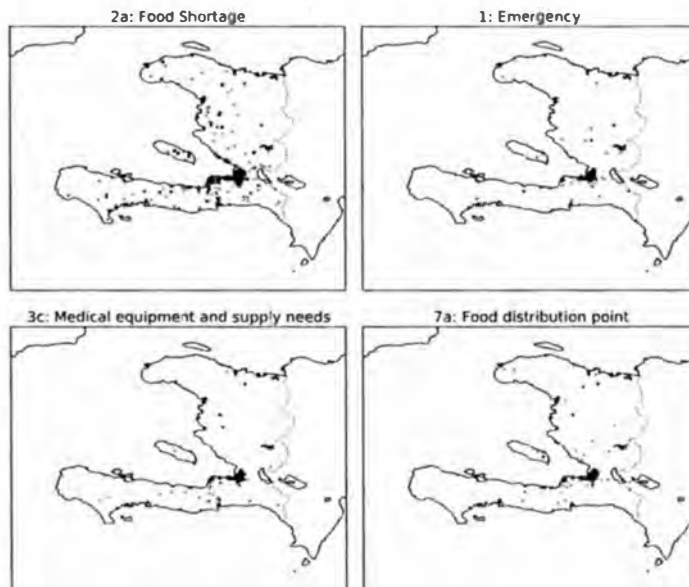 2a: Food Shortage
1: Emergency
3c: Medical equipment and supply needs
7a: Food distribution point